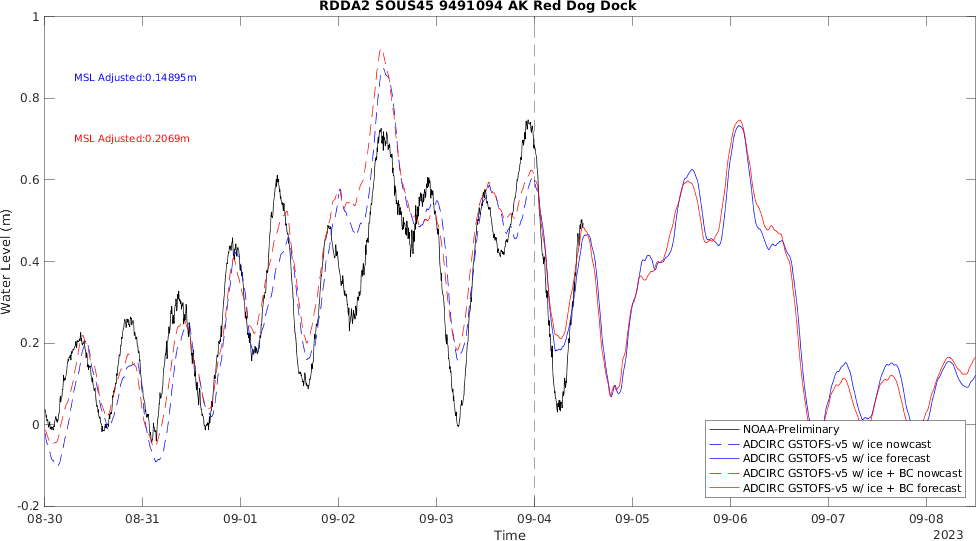 RDDA2 SOUS45 9491094 AK Red Dog Dock
1
MSL Adjusted:0.14895m
0.8
MSL Adjusted:0.2069m
0.6
Water Level (m)
0.4
0.2
0
NOAA-Preliminary
ADCIRC GSTOFS-v5 w/ ice nowcast
ADCIRC GSTOFS-v5 w/ ice forecast
ADCIRC GSTOFS-v5 w/ ice + BC nowcast
ADCIRC GSTOFS-v5 w/ ice + BC forecast
-0.2
08-30 08-31 09-01 09-02 09-03 09-04 09-05 09-06 09-07 09-08
Time
2023